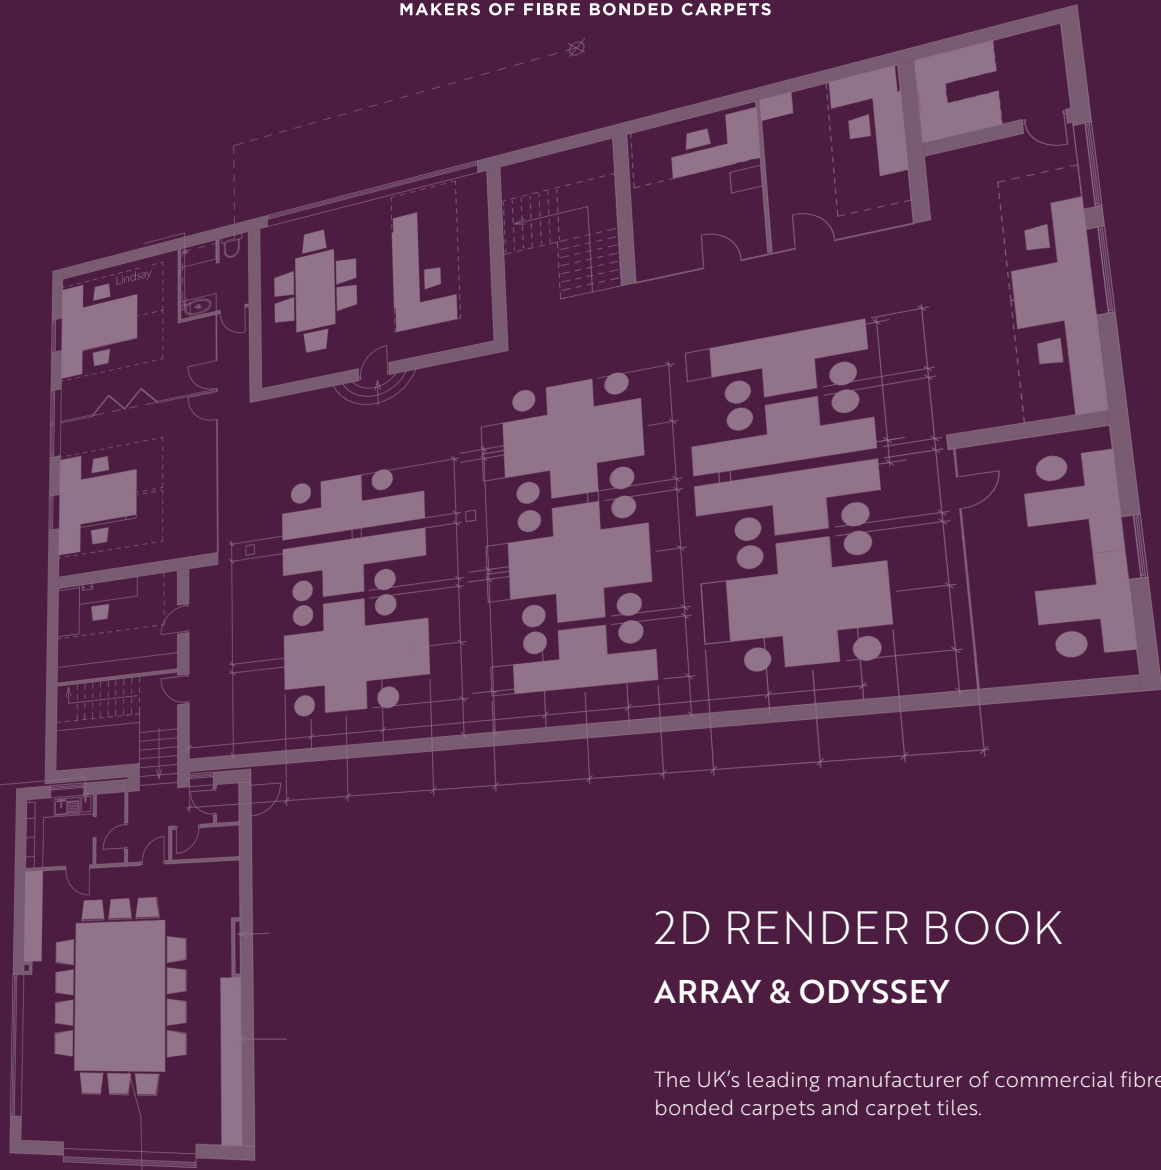 MAKERS OF FIBRE BONDED CARPETS
Lindsay
2D RENDER BOOK
ARRAY & ODYSSEY
The UK’s leading manufacturer of commercial fibre
bonded carpets and carpet tiles.